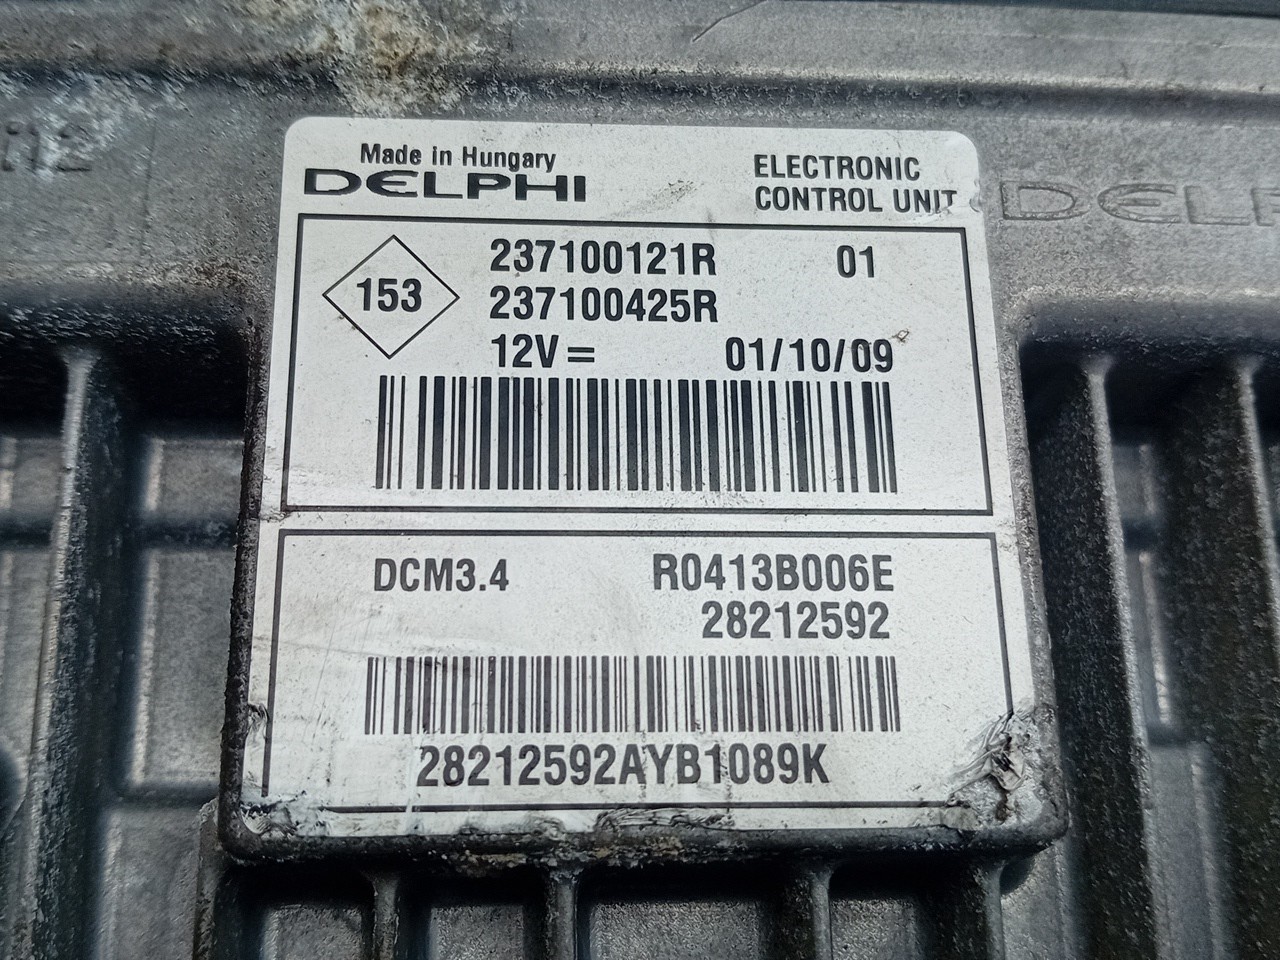 Made in Hungary
DELPHI
ELECTRONIC
CONTROL UNIT
153
237100121R 01
237100425R
12V = 01/10/09
DCM3.4 R0413B006E
28212592
28212592AYB1089K